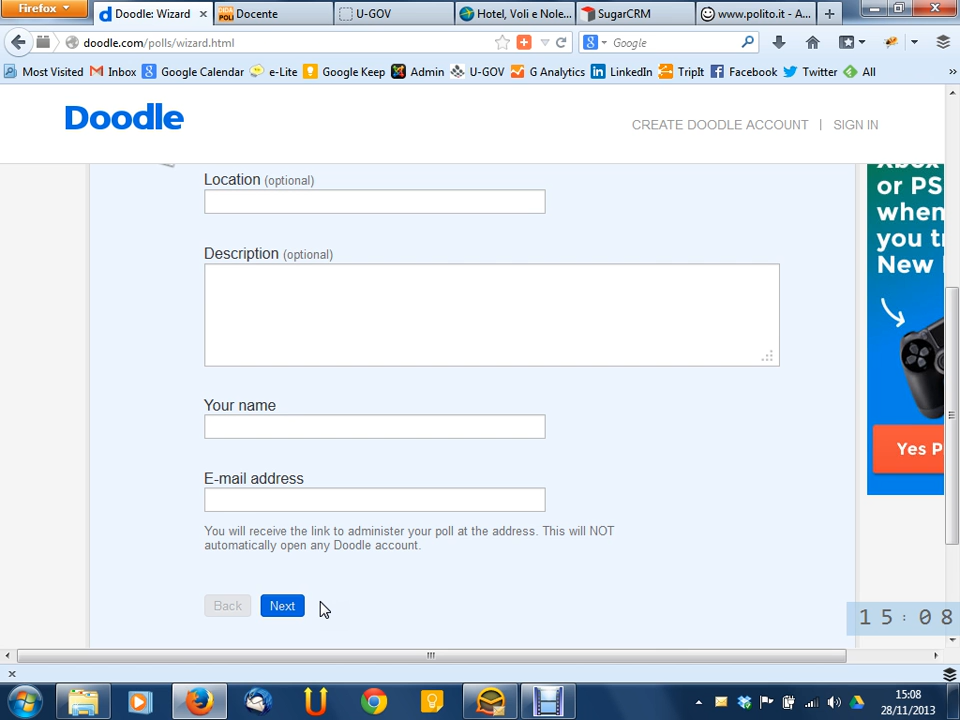 Firefox
Doodle: Wizard
Docente
U-GOV
Hotel, Voli e Nole...
SugarCRM
www.polito.it - A...
doodle.com/polls/wizard.html
Google
Most Visited
Inbox
Google Calendar
e-Lite
Google Keep
Admin
U-GOV
G Analytics
LinkedIn
TripIt
Facebook
Twitter
All
Doodle
CREATE DOODLE ACCOUNT | SIGN IN
Location (optional)
or PS
when
you t
New
Description (optional)
Your name
Yes P
E-mail address
You will receive the link to administer your poll at the address. This will NOT
automatically open any Doodle account.
Back
Next
15:08
15:08
28/11/2013